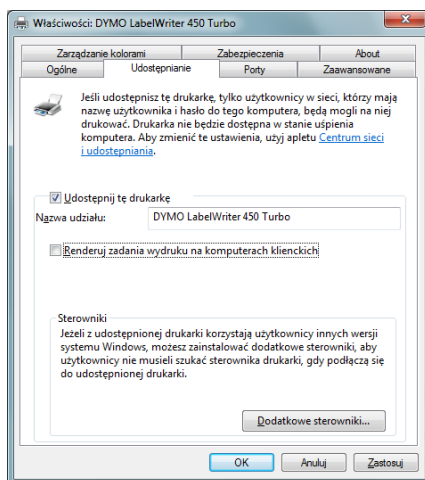 Właściwości: DYMO LabelWriter 450 Turbo
Zarządzanie kolorami Zabezpieczenia About
Ogólne Udostępnianie Porty Zaawansowane
Jeśli udostępnisz tę drukarkę, tylko użytkownicy w sieci, którzy mają
nazwę użytkownika i hasło do tego komputera, będą mogli na niej
drukować. Drukarka nie będzie dostępna w stanie uśpienia
komputera. Aby zmienić te ustawienia, użyj apletu Centrum sieci
i udostępniania.
Udostępnij tę drukarkę
Nazwa udziału: DYMO LabelWriter 450 Turbo
Renderuj zadania wydruku na komputerach klienckich
Sterowniki
Jeżeli z udostępnionej drukarki korzystają użytkownicy innych wersji
systemu Windows, możesz zainstalować dodatkowe sterowniki, aby
użytkownicy nie musieli szukać sterownika drukarki, gdy podłączą się
do udostępnionej drukarki.
Dodatkowe sterowniki...
OK Anuluj Zastosuj